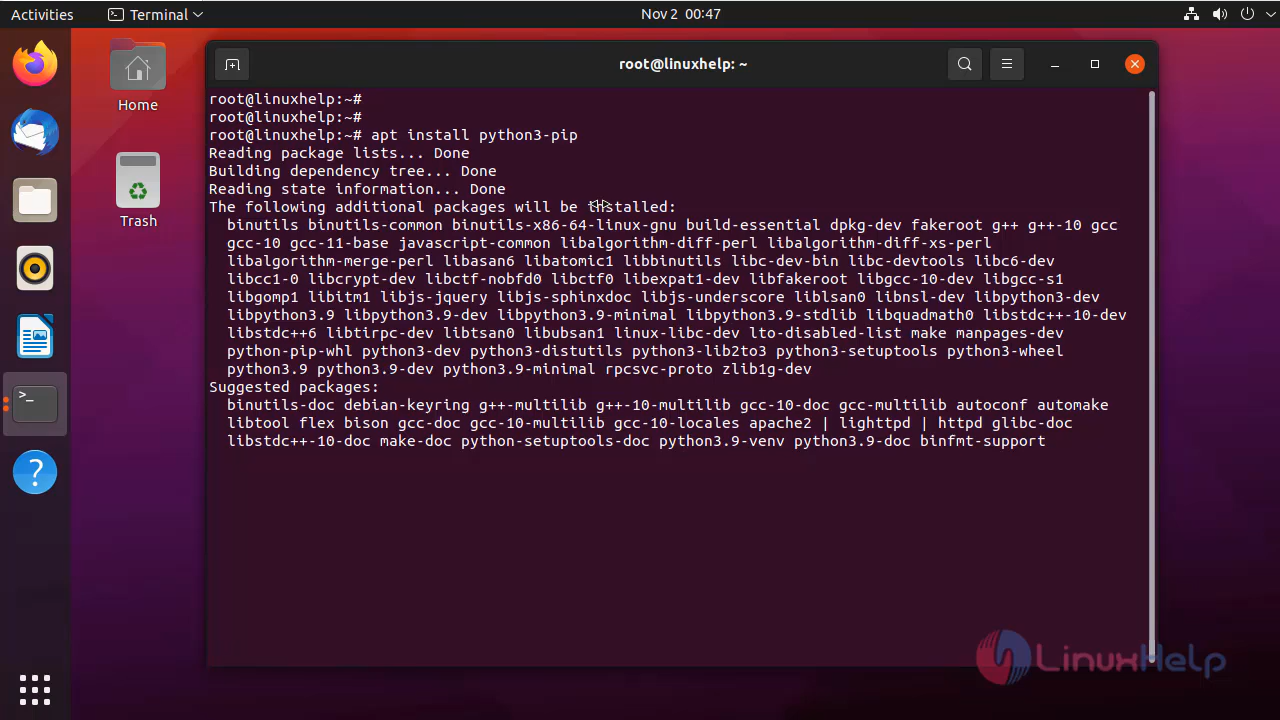 Activities
Terminal
Nov 2 00:47
Home
Trash
root@linuxhelp: ~
root@linuxhelp:~#
root@linuxhelp:~#
root@linuxhelp:~# apt install python3-pip
Reading package lists... Done
Building dependency tree... Done
Reading state information... Done
The following additional packages will be installed:
binutils binutils-common binutils-x86-64-linux-gnu build-essential dpkg-dev fakeroot g++ g++-10 gcc
gcc-10 gcc-11-base javascript-common libalgorithm-diff-perl libalgorithm-diff-xs-perl
libalgorithm-merge-perl libasan6 libatomic1 libbinutils libc-dev-bin libc-devtools libc6-dev
libcc1-0 libcrypt-dev libctf-nobfd0 libctf0 libexpat1-dev libfakeroot libgcc-10-dev libgcc-s1
libgomp1 libitm1 libjs-jquery libjs-sphinxdoc libjs-underscore liblsan0 libnsl-dev libpython3-dev
libpython3.9 libpython3.9-dev libpython3.9-minimal libpython3.9-stdlib libquadmath0 libstdc++-10-dev
libstdc++6 libtirpc-dev libtsan0 libubsan1 linux-libc-dev lto-disabled-list make manpages-dev
python-pip-whl python3-dev python3-distutils python3-lib2to3 python3-setuptools python3-wheel
python3.9 python3.9-dev python3.9-minimal rpcsvc-proto zlib1g-dev
Suggested packages:
binutils-doc debian-keyring g++-multilib g++-10-multilib gcc-10-doc gcc-multilib autoconf automake
libtool flex bison gcc-doc gcc-10-multilib gcc-10-locales apache2 | lighttpd | httpd glibc-doc
libstdc++-10-doc make-doc python-setuptools-doc python3.9-venv python3.9-doc binfmt-support
LinuxHelp